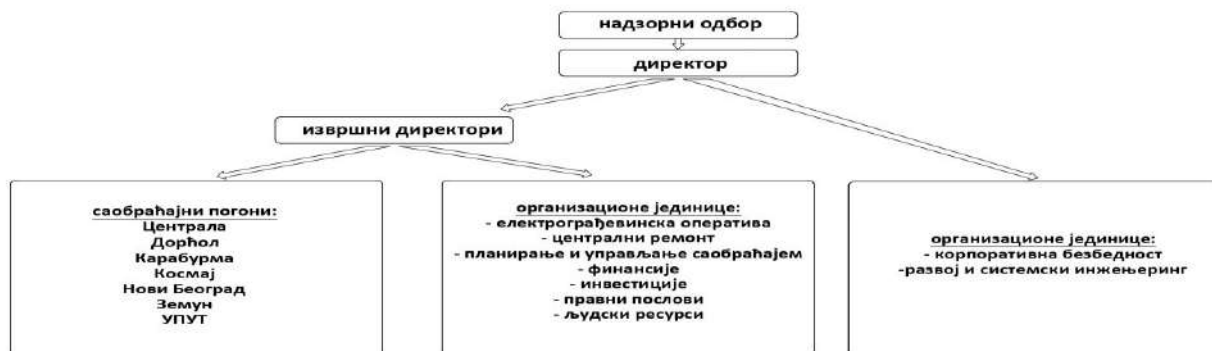 надзорни одбор
директор
извршни директори
саобраћајни погони:
Централа
Дорћол
Карабурма
Космај
Нови Београд
Земун
УПУТ
организационе јединице:
- електрограђевинска оператива
- централни ремонт
- планирање и управљање саобраћајем
- финансије
- инвестиције
- правни послови
- људски ресурси
организационе јединице:
- корпоративна безбедност
-развој и системски инжењеринг